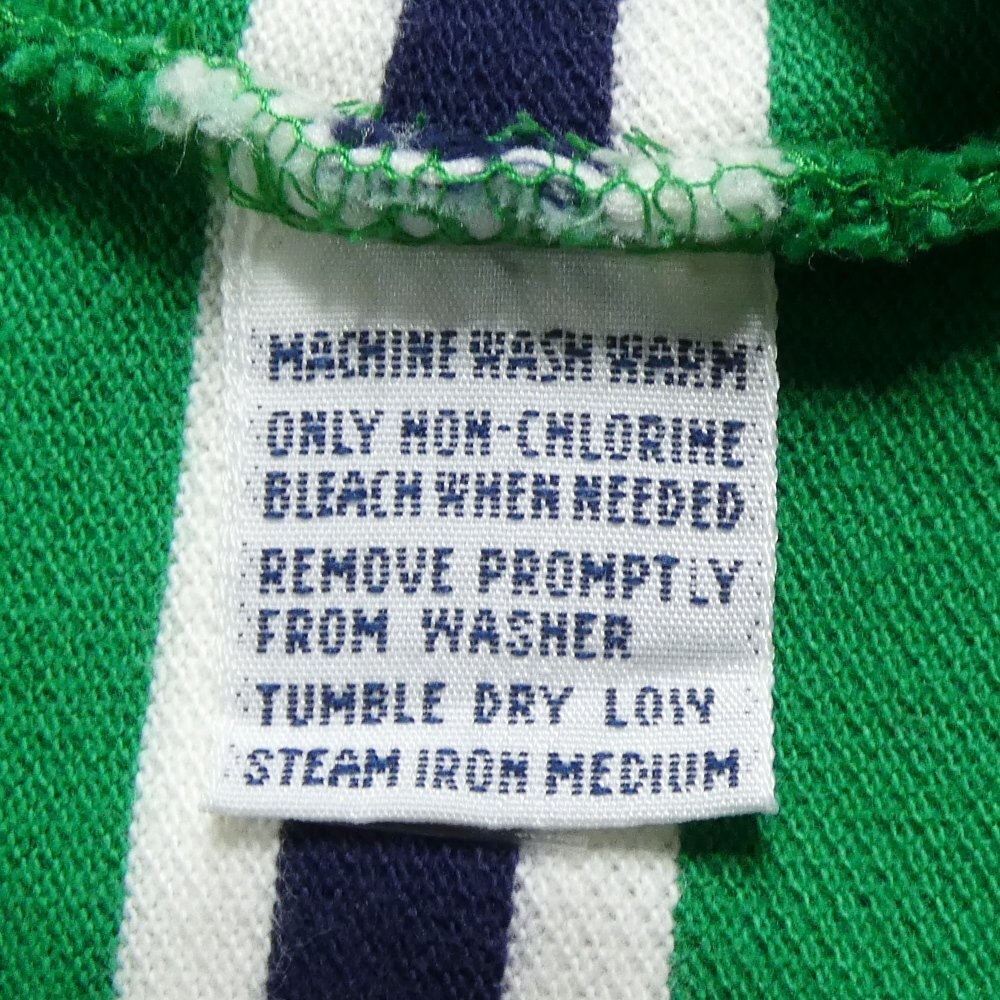 MACHINE WASH WARM
ONLY NON-CHLORINE
BLEACH WHEN NEEDED
REMOVE PROMPTLY
FROM WASHER
TUMBLE DRY LOW
STEAM IRON MEDIUM